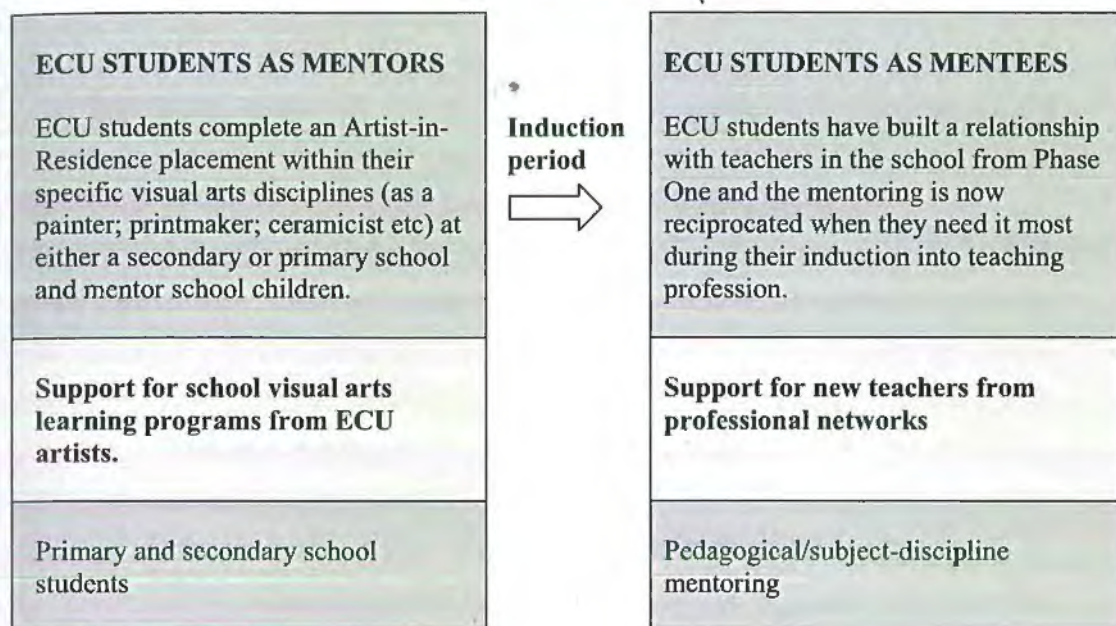 ECU STUDENTS AS MENTORS
ECU students complete an Artist-in-
Residence placement within their
specific visual arts disciplines (as a
painter; printmaker; ceramicist etc) at
either a secondary or primary school
and mentor school children.
Support for school visual arts
learning programs from ECU
artists.
Primary and secondary school
students
Induction
period
ECU STUDENTS AS MENTEES
ECU students have built a relationship
with teachers in the school from Phase
One and the mentoring is now
reciprocated when they need it most
during their induction into teaching
profession.
Support for new teachers from
professional networks
Pedagogical/subject-discipline
mentoring